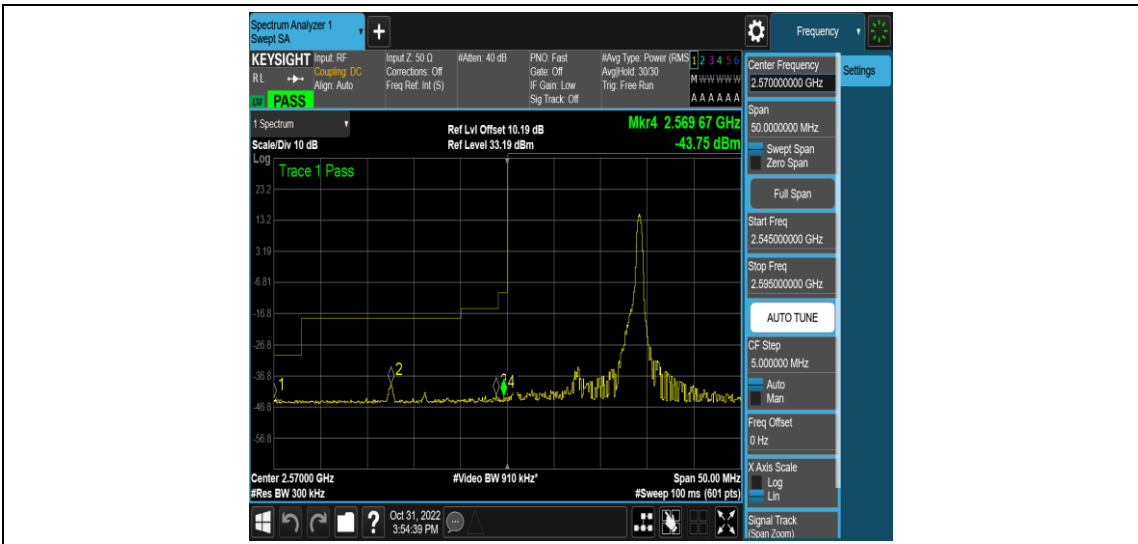 Spectrum Analyzer 1
Swept SA
+
Frequency
KEYSIGHT
RL
PASS
Input: RF
Coupling: DC
Align: Auto
Input Z: 50 Ω
Corrections: Off
Freq Ref: Int (S)
#Atten: 40 dB
PNO: Fast
Gate: Off
IF Gain: Low
Sig Track: Off
#Avg Type: Power (RMS
Avg|Hold: 30/30
Trig: Free Run
1 2 3 4 5 6
M W W W W W
A A A A A A
1 Spectrum
Scale/Div 10 dB
Ref Lvl Offset 10.19 dB
Ref Level 33.19 dBm
Mkr4 2.569 67 GHz
-43.75 dBm
Log
Trace 1 Pass
23.2
13.2
3.19
-6.81
-16.8
-26.8
-36.8
-46.8
-56.8
1
2
4
Center 2.57000 GHz
#Res BW 300 kHz
#Video BW 910 kHz*
Span 50.00 MHz
#Sweep 100 ms (601 pts)
?
Oct 31, 2022
3:54:39 PM
Center Frequency
2.570000000 GHz
Settings
Span
50.0000000 MHz
Swept Span
Zero Span
Full Span
Start Freq
2.545000000 GHz
Stop Freq
2.595000000 GHz
AUTO TUNE
CF Step
5.000000 MHz
Auto
Man
Freq Offset
0 Hz
X Axis Scale
Log
Lin
Signal Track
(Span Zoom)